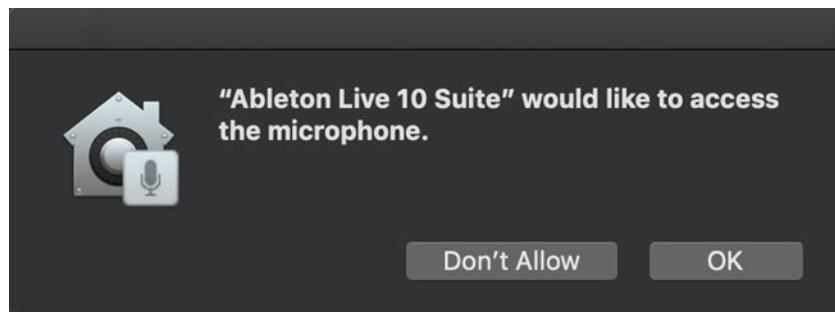 “Ableton Live 10 Suite” would like to access
the microphone.
Don’t Allow
OK